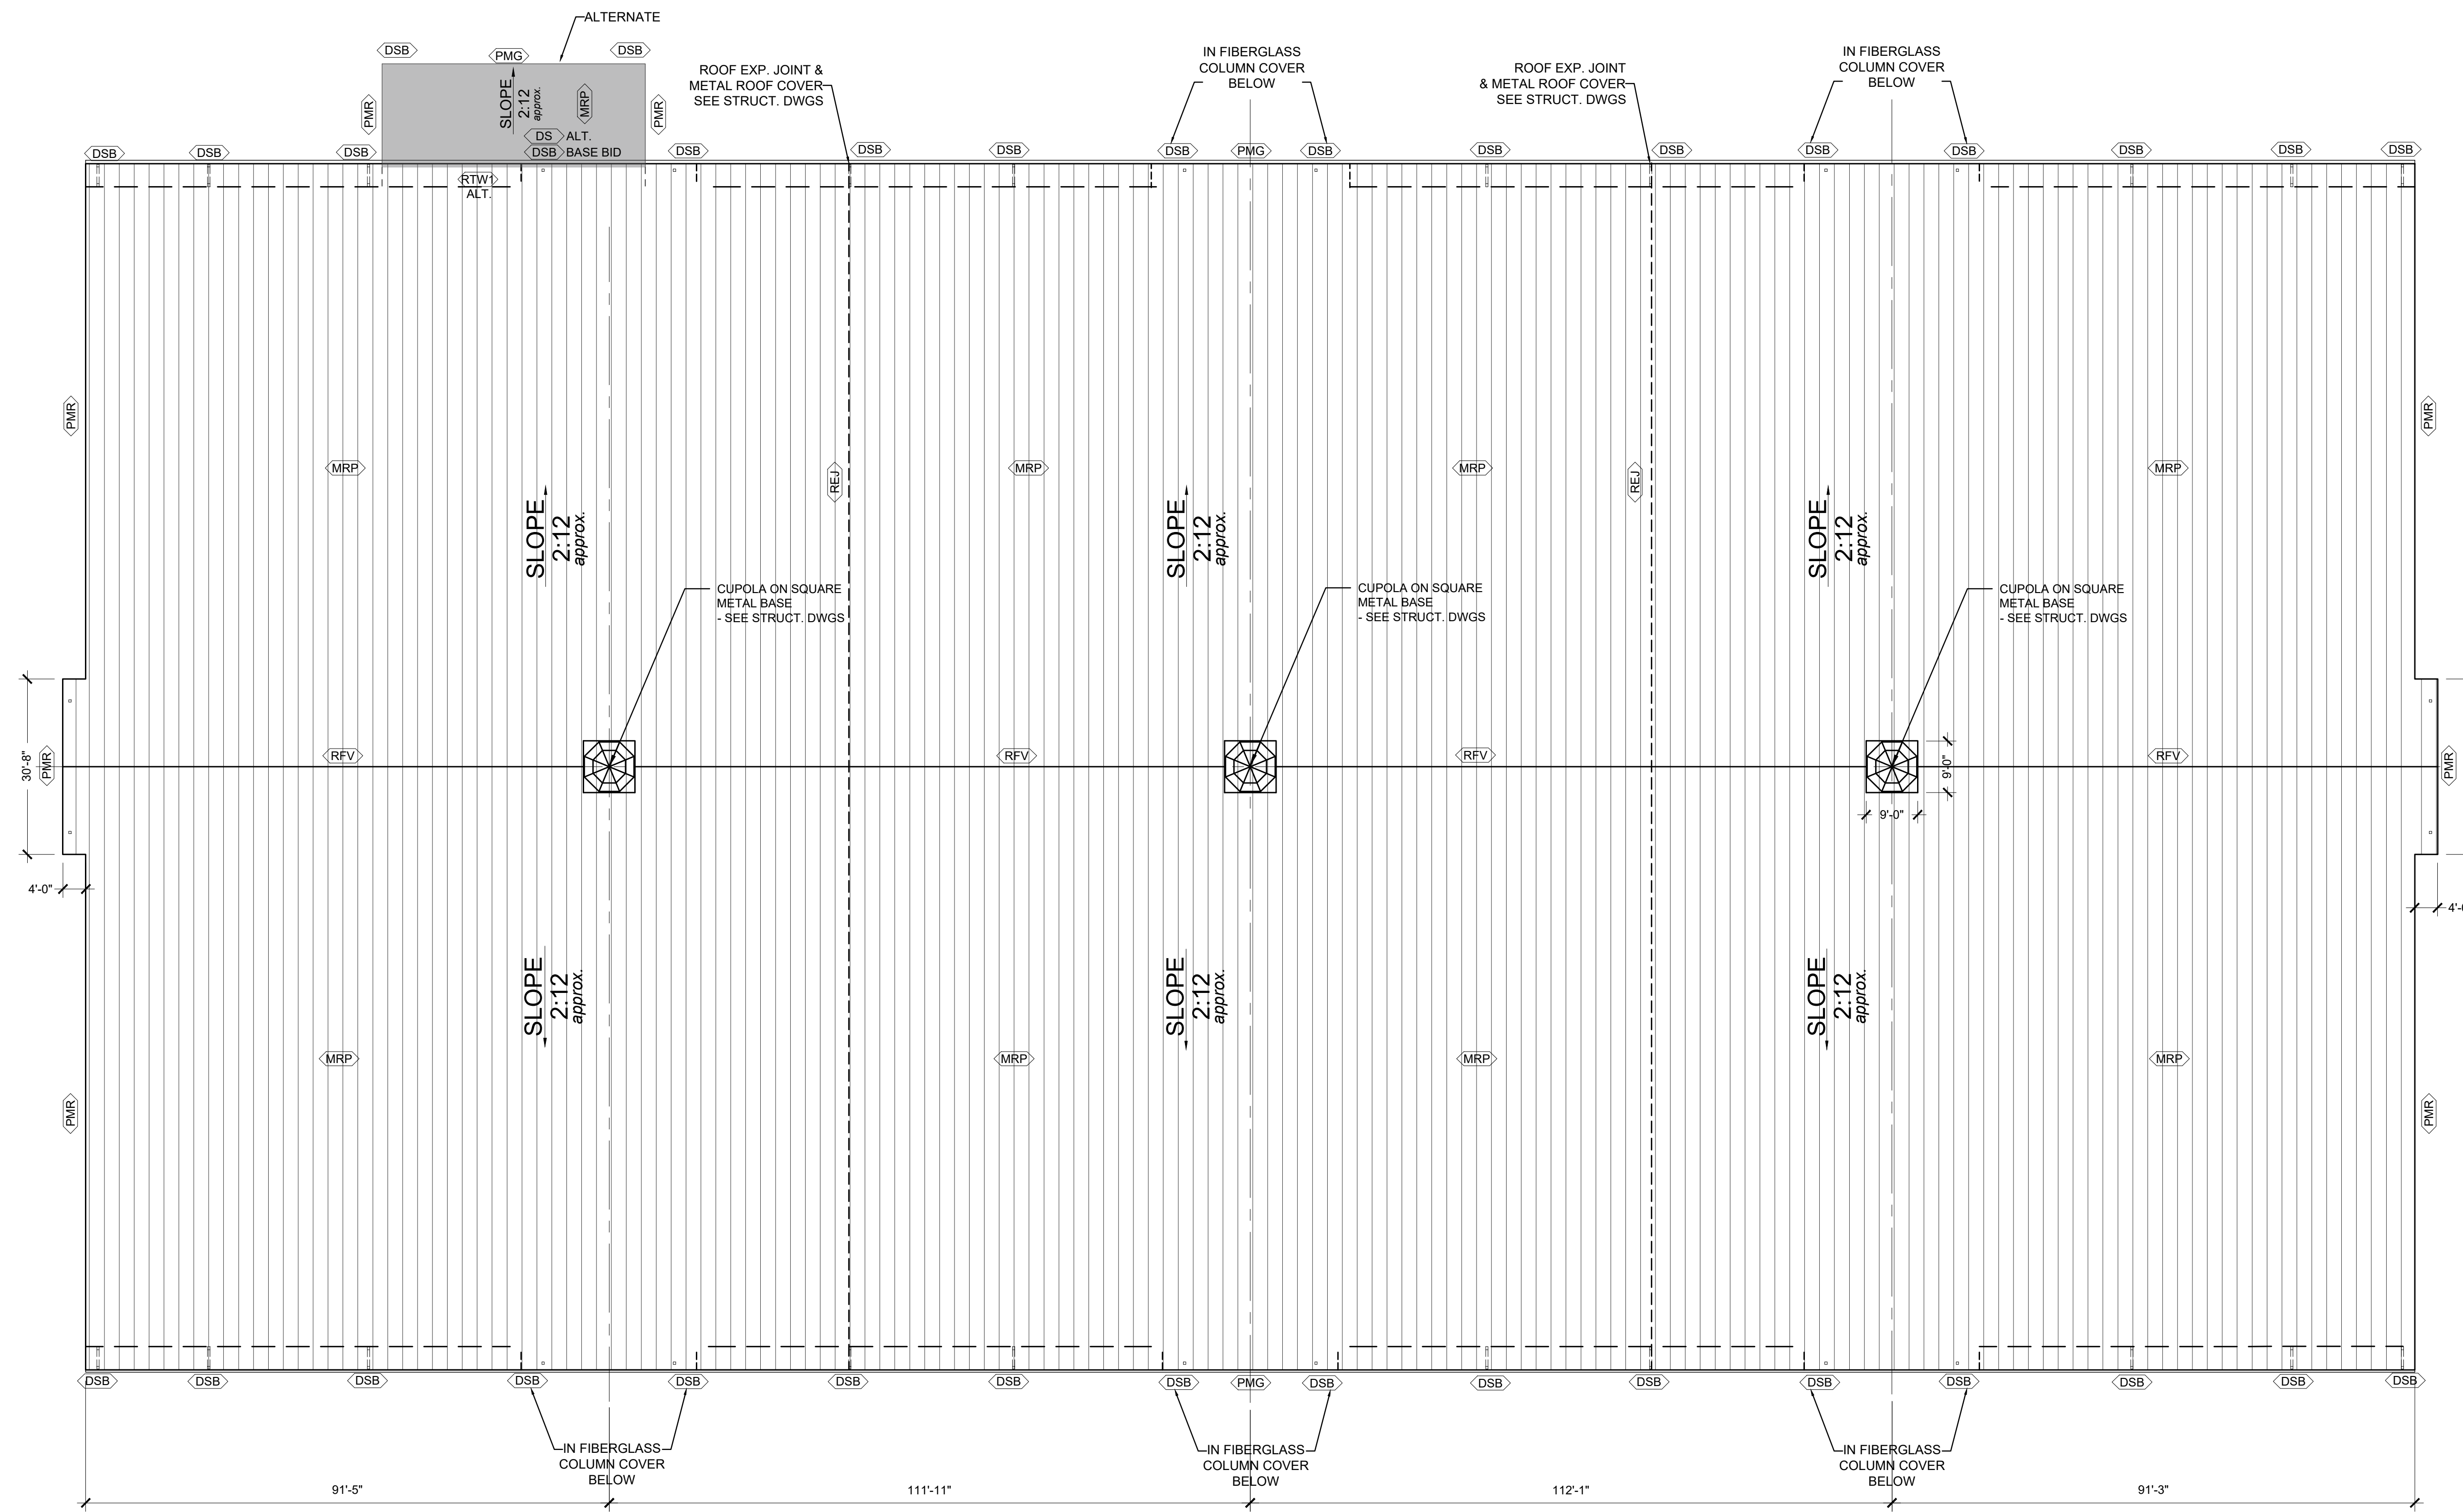 ALTERNATE
DSB
PMG
DSB
IN FIBERGLASS
COLUMN COVER
BELOW
IN FIBERGLASS
COLUMN COVER
BELOW
ROOF EXP. JOINT &
METAL ROOF COVER
SEE STRUCT. DWGS
ROOF EXP. JOINT
& METAL ROOF COVER
SEE STRUCT. DWGS
PMR
SLOPE
2:12
approx.
MRP
PMR
DS ALT.
DSB BASE BID
DSB
DSB
DSB
DSB
DSB
DSB
DSB
PMG
DSB
DSB
DSB
DSB
DSB
DSB
DSB
DSB
RTW1
ALT.
PMR
PMR
MRP
REJ
MRP
MRP
REJ
MRP
SLOPE
2:12
approx.
SLOPE
2:12
approx.
SLOPE
2:12
approx.
CUPOLA ON SQUARE
METAL BASE
- SEE STRUCT. DWGS
CUPOLA ON SQUARE
METAL BASE
- SEE STRUCT. DWGS
CUPOLA ON SQUARE
METAL BASE
- SEE STRUCT. DWGS
30'-8"
PMR
RFV
RFV
RFV
RFV
9'-0"
PMR
9'-0"
4'-0"
SLOPE
2:12
approx.
SLOPE
2:12
approx.
SLOPE
2:12
approx.
MRP
MRP
MRP
MRP
PMR
PMR
DSB
DSB
DSB
DSB
DSB
DSB
DSB
DSB
PMG
DSB
DSB
DSB
DSB
DSB
DSB
DSB
DSB
IN FIBERGLASS
COLUMN COVER
BELOW
IN FIBERGLASS
COLUMN COVER
BELOW
IN FIBERGLASS
COLUMN COVER
BELOW
91'-5"
111'-11"
112'-1"
91'-3"